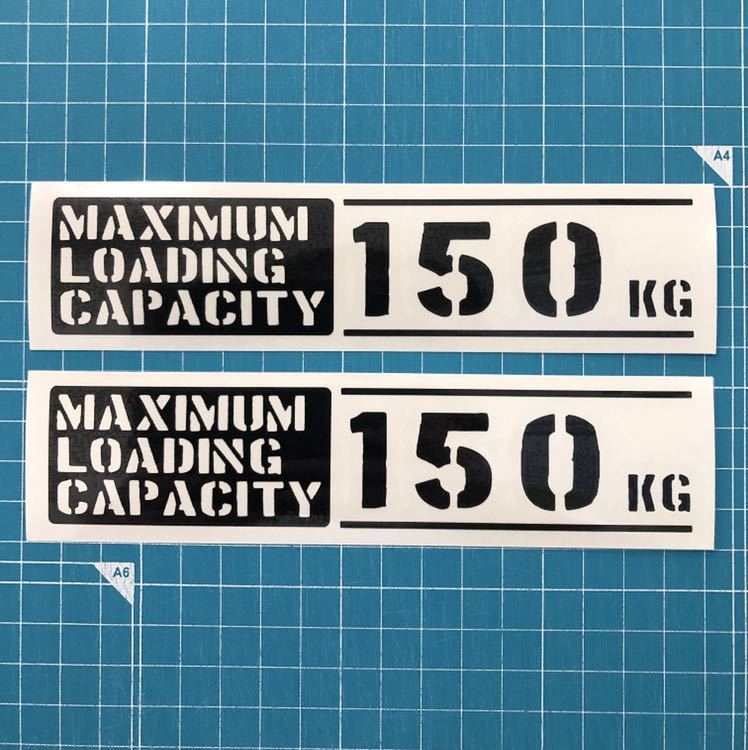 A4
MAXIMUM
LOADING
CAPACITY
150 KG
MAXIMUM
LOADING
CAPACITY
150 KG
A6